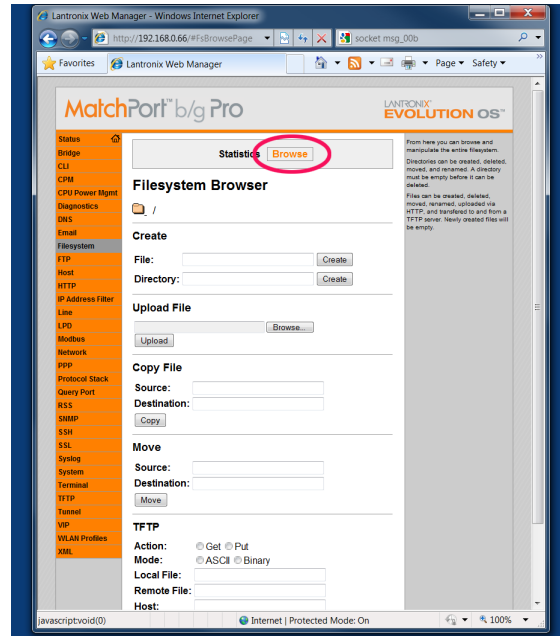 Lantronix Web Manager - Windows Internet Explorer
http://192.168.0.66/#FsBrowsePage
socket msg_00b
Favorites
Lantronix Web Manager
Page
Safety
MatchPort™ b/g Pro
LANTRONIX®
EVOLUTION OS™
Status
Bridge
CLI
CPM
CPU Power Mgmt
Diagnostics
DNS
Email
Filesystem
FTP
Host
HTTP
IP Address Filter
Line
LPD
Modbus
Network
PPP
Protocol Stack
Query Port
RSS
SNMP
SSH
SSL
Syslog
System
Terminal
TFTP
Tunnel
VIP
WLAN Profiles
XML
Statistics Browse
Filesystem Browser
/
Create
File: Create
Directory: Create
Upload File
Browse...
Upload
Copy File
Source:
Destination:
Copy
Move
Source:
Destination:
Move
TFTP
Action: Get Put
Mode: ASCII Binary
Local File:
Remote File:
Host:
From here you can browse and
manipulate the entire filesystem.
Directories can be created, deleted,
moved, and renamed. A directory
must be empty before it can be
deleted.
Files can be created, deleted,
moved, renamed, uploaded via
HTTP, and transfered to and from a
TFTP server. Newly created files will
be empty.
javascript:void(0)
Internet | Protected Mode: On
100%